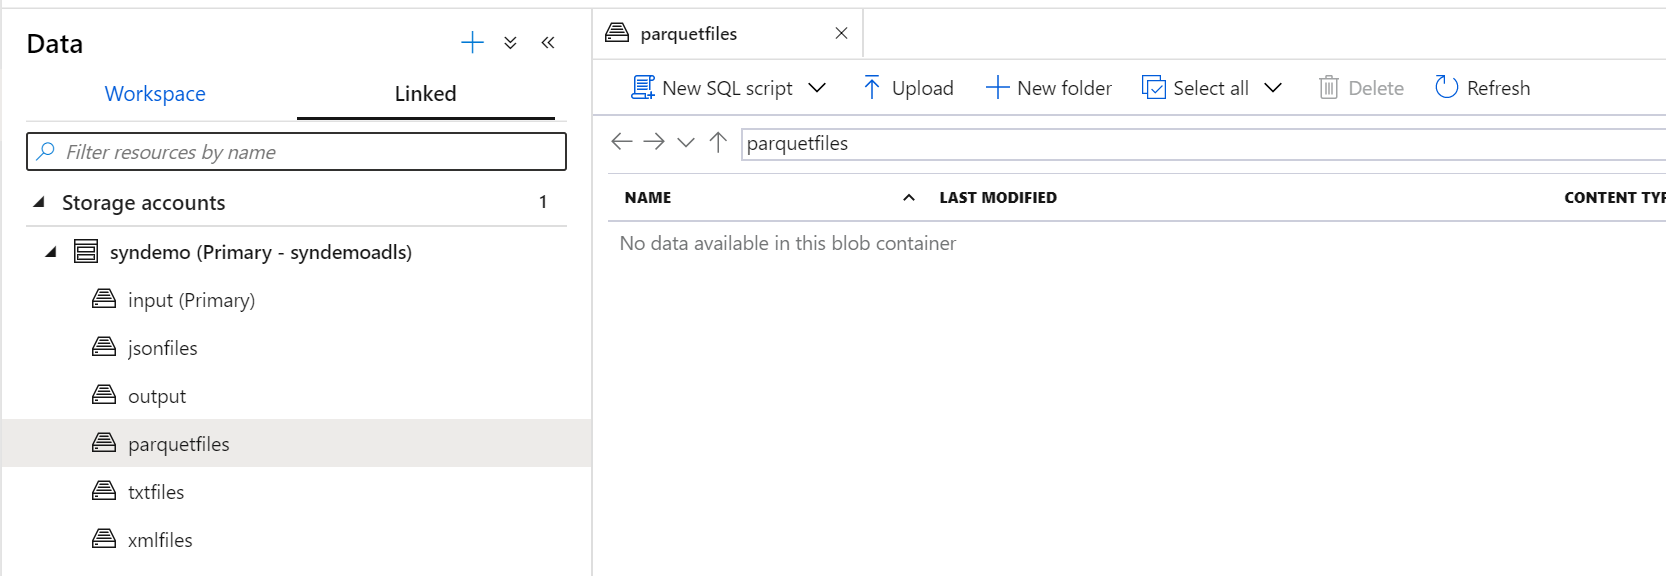 Data
Workspace Linked
Filter resources by name
Storage accounts 1
syndemo (Primary - syndemoadls)
input (Primary)
jsonfiles
output
parquetfiles
txtfiles
xmlfiles
parquetfiles
New SQL script Upload New folder Select all Delete Refresh
parquetfiles
NAME LAST MODIFIED CONTENT TYP
No data available in this blob container